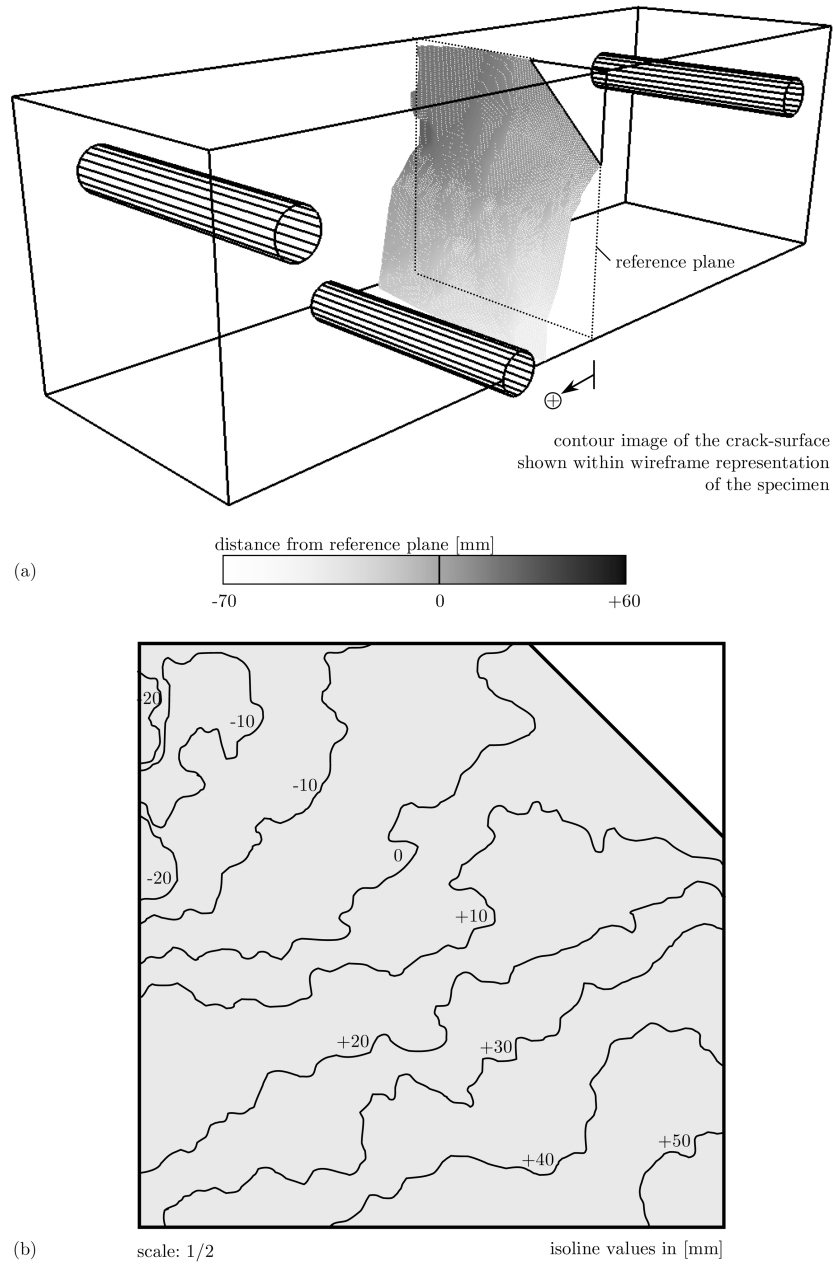 reference plane
⊕
contour image of the crack-surface
shown within wireframe representation
of the specimen
distance from reference plane [mm]
(a)
-70 0 +60
-20
-10
-10
0
-20
+10
+20
+30
+50
+40
(b)
scale: 1/2
isoline values in [mm]